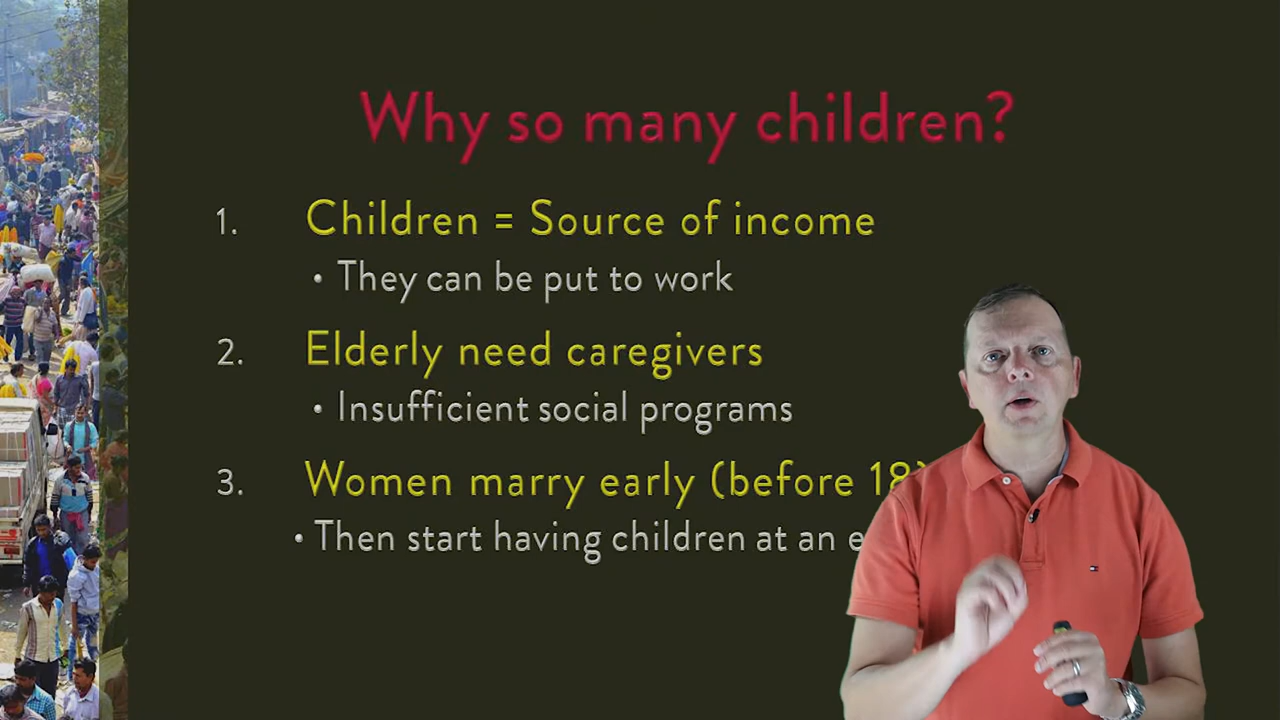 Why so many children?
1. Children = Source of income
• They can be put to work
2. Elderly need caregivers
• Insufficient social programs
3. Women marry early (before 18)
• Then start having children at an